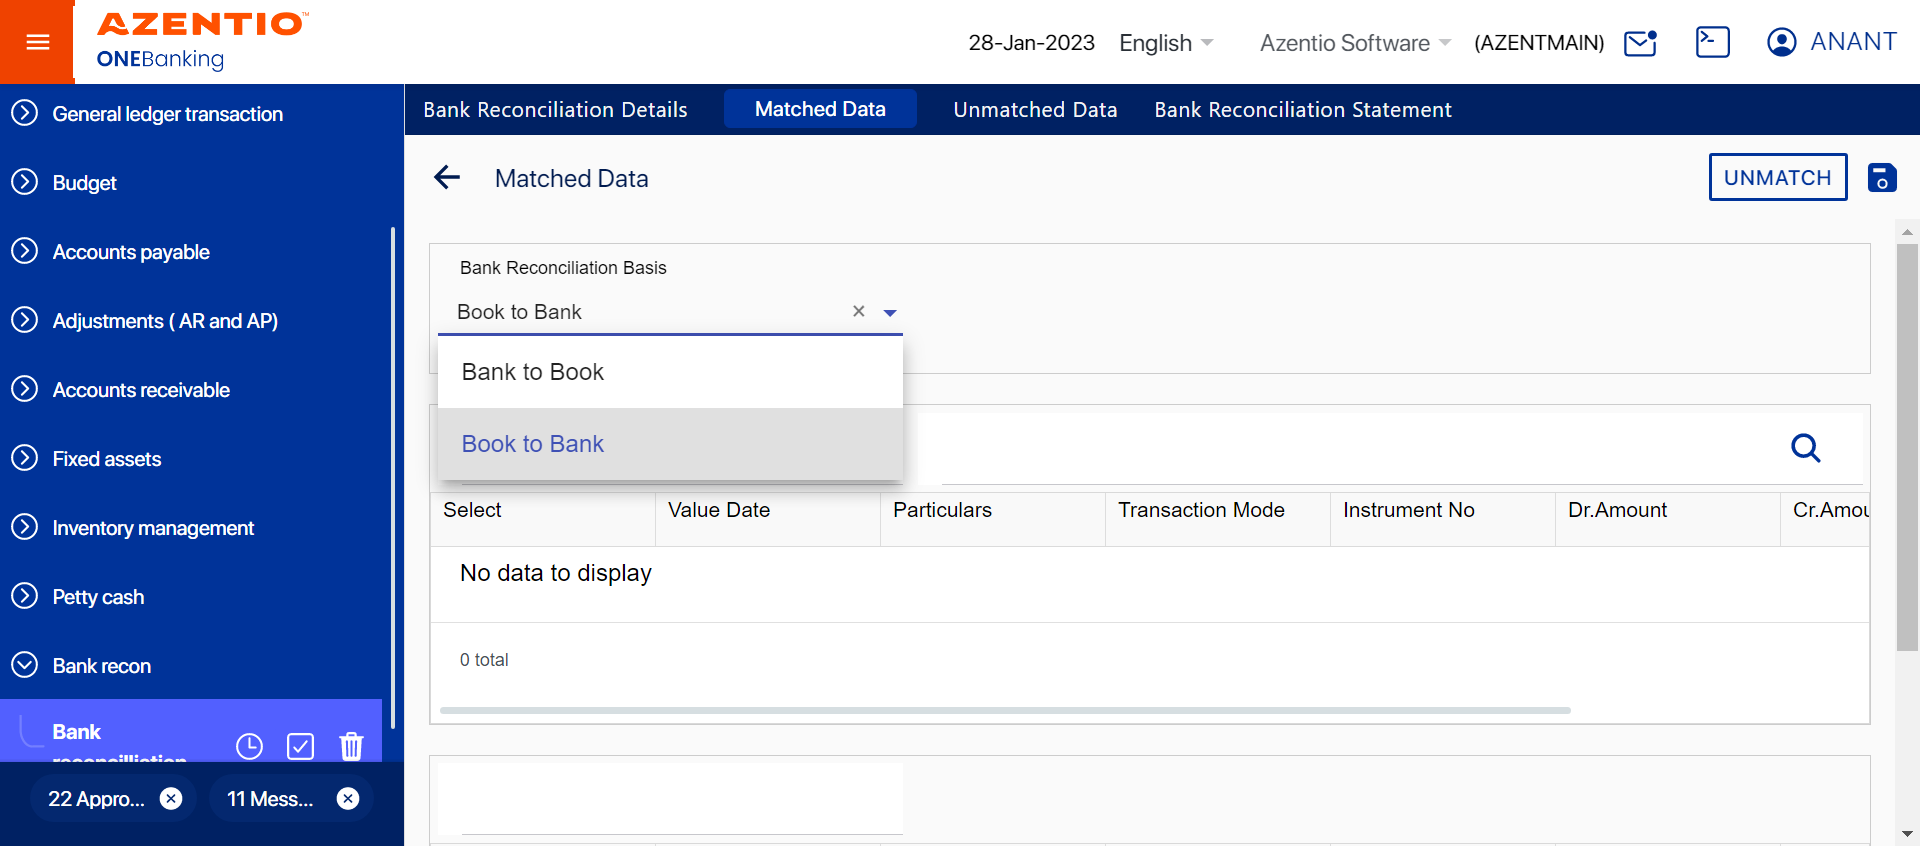 AZENTIO™
ONEBanking
28-Jan-2023
English
Azentio Software
(AZENTMAIN)
ANANT
General ledger transaction
Budget
Accounts payable
Adjustments ( AR and AP)
Accounts receivable
Fixed assets
Inventory management
Petty cash
Bank recon
Bank
reconcilliation
22 Appro...
11 Mess...
Bank Reconciliation Details
Matched Data
Unmatched Data
Bank Reconciliation Statement
Matched Data
UNMATCH
Bank Reconciliation Basis
Book to Bank
Bank to Book
Book to Bank
Select
Value Date
Particulars
Transaction Mode
Instrument No
Dr.Amount
Cr.Amou
No data to display
0 total